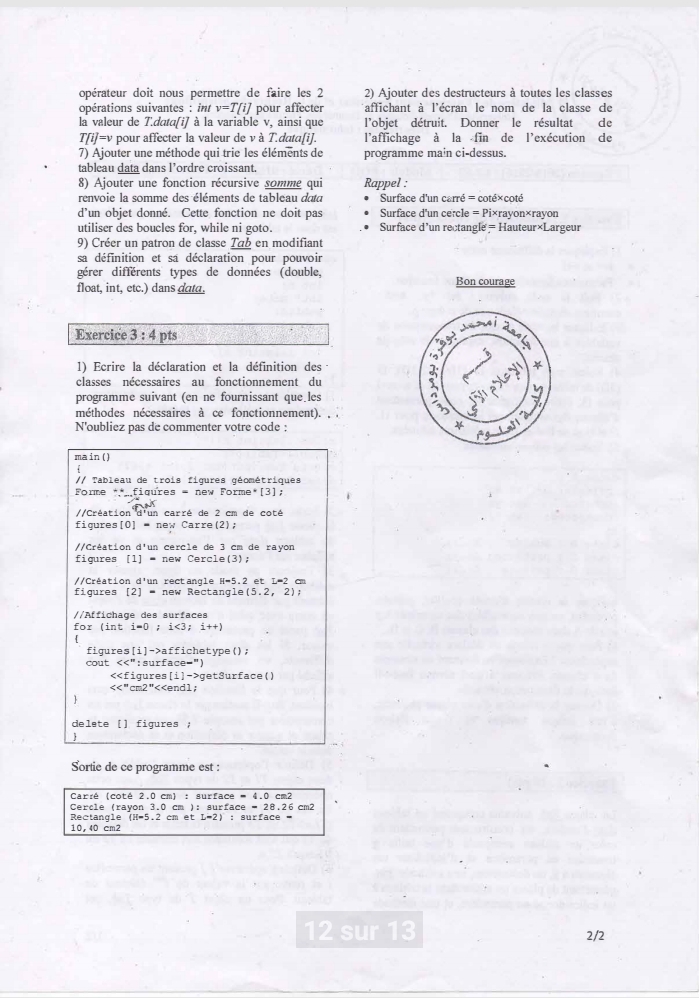 opérateur doit nous permettre de faire les 2
opérations suivantes : int v=T[i] pour affecter
la valeur de T.data[i] à la variable v, ainsi que
T[i]=v pour affecter la valeur de v à T.data[i].
7) Ajouter une méthode qui trie les éléments de
tableau data dans l'ordre croissant.
8) Ajouter une fonction récursive somme qui
renvoie la somme des éléments de tableau data
d'un objet donné. Cette fonction ne doit pas
utiliser des boucles for, while ni goto.
9) Créer un patron de classe Tab en modifiant
sa définition et sa déclaration pour pouvoir
gérer différents types de données (double,
float, int, etc.) dans data.
Exercice 3 : 4 pts
1) Ecrire la déclaration et la définition des
classes nécessaires au fonctionnement du
programme suivant (en ne fournissant que les
méthodes nécessaires à ce fonctionnement).
N'oubliez pas de commenter votre code :
main()
{
// Tableau de trois figures géométriques
Forme ** figures = new Forme*[3];
//Création d'un carré de 2 cm de coté
figures[0] = new Carre(2);
//Création d'un cercle de 3 cm de rayon
figures [1] = new Cercle(3);
//Création d'un rectangle H=5.2 et L=2 cm
figures [2] = new Rectangle(5.2, 2);
//Affichage des surfaces
for (int i=0 ; i<3; i++)
{
figures[i]->affichetype();
cout <<":surface=")
<<figures[i]->getSurface()
<<"cm2"<<endl;
}
delete [] figures ;
}
Sortie de ce programme est :
Carré (coté 2.0 cm) : surface = 4.0 cm2
Cercle (rayon 3.0 cm ): surface = 28.26 cm2
Rectangle (H=5.2 cm et L=2) : surface =
10,40 cm2
2) Ajouter des destructeurs à toutes les classes
affichant à l'écran le nom de la classe de
l'objet détruit. Donner le résultat de
l'affichage à la fin de l'exécution de
programme main ci-dessus.
Rappel :
• Surface d'un carré = coté×coté
• Surface d'un cercle = Pi×rayon×rayon
• Surface d'un rectangle = Hauteur×Largeur
Bon courage
جامعة أمحمد بوقرة بومرداس
قسم
الإعلام الآلي
كلية العلوم
12 sur 13
2/2